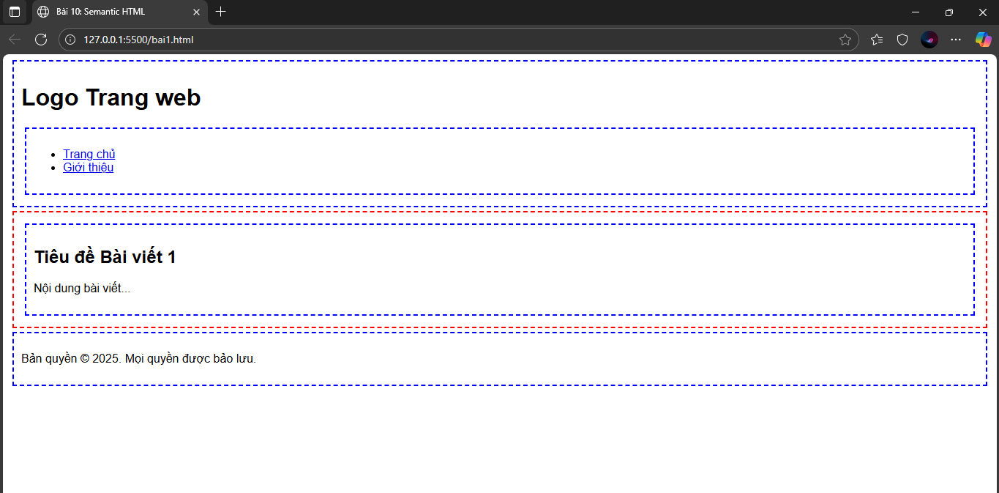 Bài 10: Semantic HTML
127.0.0.1:5500/bai1.html
Logo Trang web
Trang chủ
Giới thiệu
Tiêu đề Bài viết 1
Nội dung bài viết...
Bản quyền © 2025. Mọi quyền được bảo lưu.